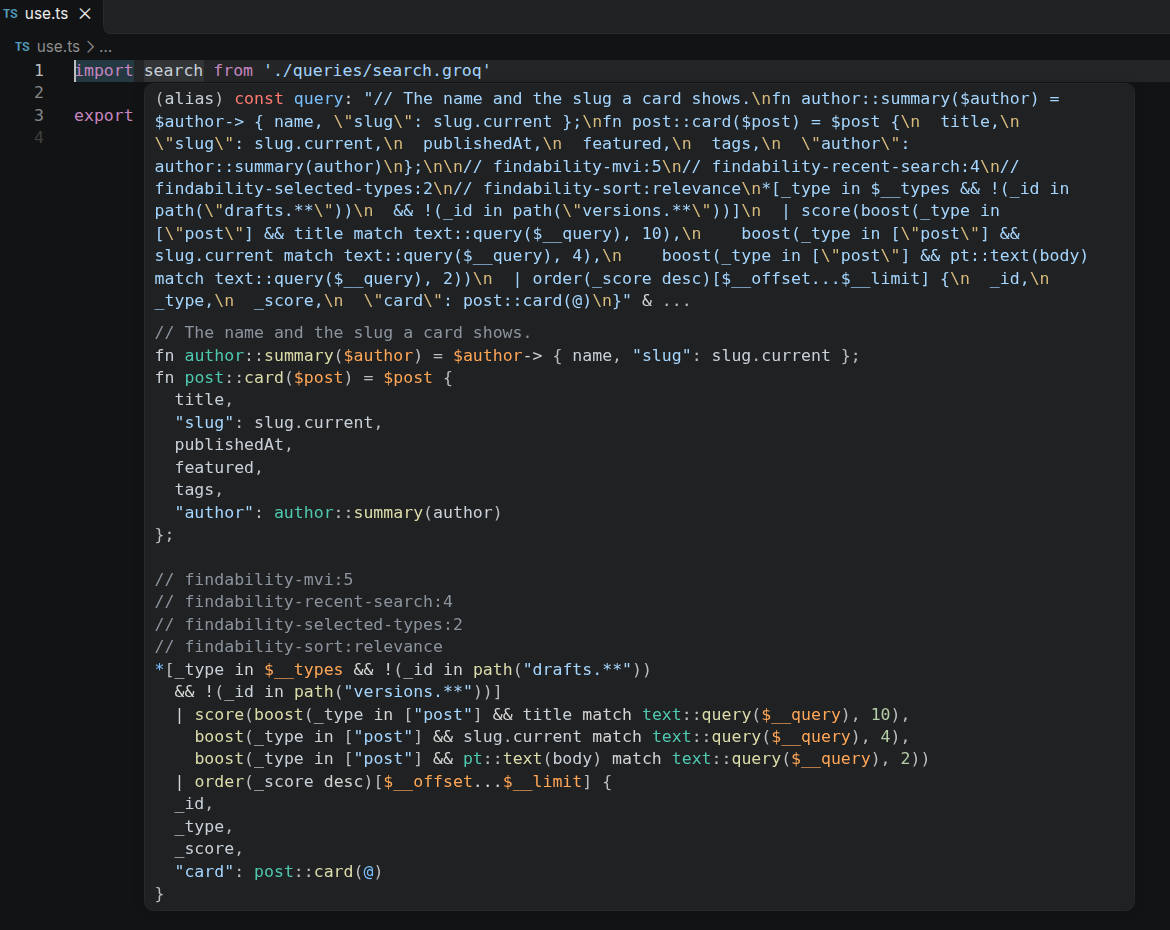 TS use.ts ×
TS use.ts > ...
1 import search from './queries/search.groq'
2
3 export
4
(alias) const query: "// The name and the slug a card shows.\nfn author::summary($author) =
$author-> { name, \"slug\": slug.current };\nfn post::card($post) = $post {\n  title,\n
\"slug\": slug.current,\n  publishedAt,\n  featured,\n  tags,\n  \"author\":
author::summary(author)\n};\n\n// findability-mvi:5\n// findability-recent-search:4\n//
findability-selected-types:2\n// findability-sort:relevance\n*[_type in $__types && !(_id in
path(\"drafts.**\"))\n  && !(_id in path(\"versions.**\"))]\n  | score(boost(_type in
[\"post\"] && title match text::query($__query), 10),\n    boost(_type in [\"post\"] &&
slug.current match text::query($__query), 4),\n    boost(_type in [\"post\"] && pt::text(body)
match text::query($__query), 2))\n  | order(_score desc)[$__offset...$__limit] {\n  _id,\n
_type,\n  _score,\n  \"card\": post::card(@)\n}" & ...
// The name and the slug a card shows.
fn author::summary($author) = $author-> { name, "slug": slug.current };
fn post::card($post) = $post {
  title,
  "slug": slug.current,
  publishedAt,
  featured,
  tags,
  "author": author::summary(author)
};

// findability-mvi:5
// findability-recent-search:4
// findability-selected-types:2
// findability-sort:relevance
*[_type in $__types && !(_id in path("drafts.**"))
  && !(_id in path("versions.**"))]
  | score(boost(_type in ["post"] && title match text::query($__query), 10),
    boost(_type in ["post"] && slug.current match text::query($__query), 4),
    boost(_type in ["post"] && pt::text(body) match text::query($__query), 2))
  | order(_score desc)[$__offset...$__limit] {
  _id,
  _type,
  _score,
  "card": post::card(@)
}